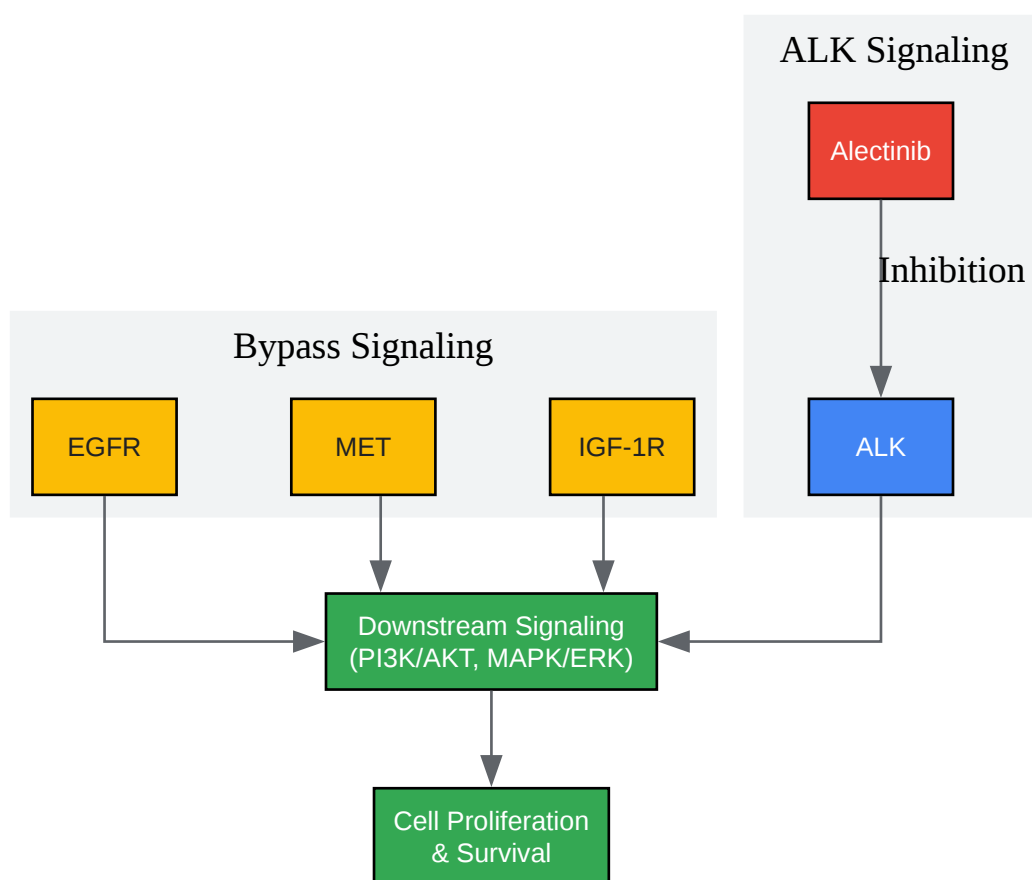 ALK Signaling
Alectinib
Inhibition
Bypass Signaling
EGFR
MET
IGF-1R
ALK
Downstream Signaling
(PI3K/AKT, MAPK/ERK)
Cell Proliferation
& Survival